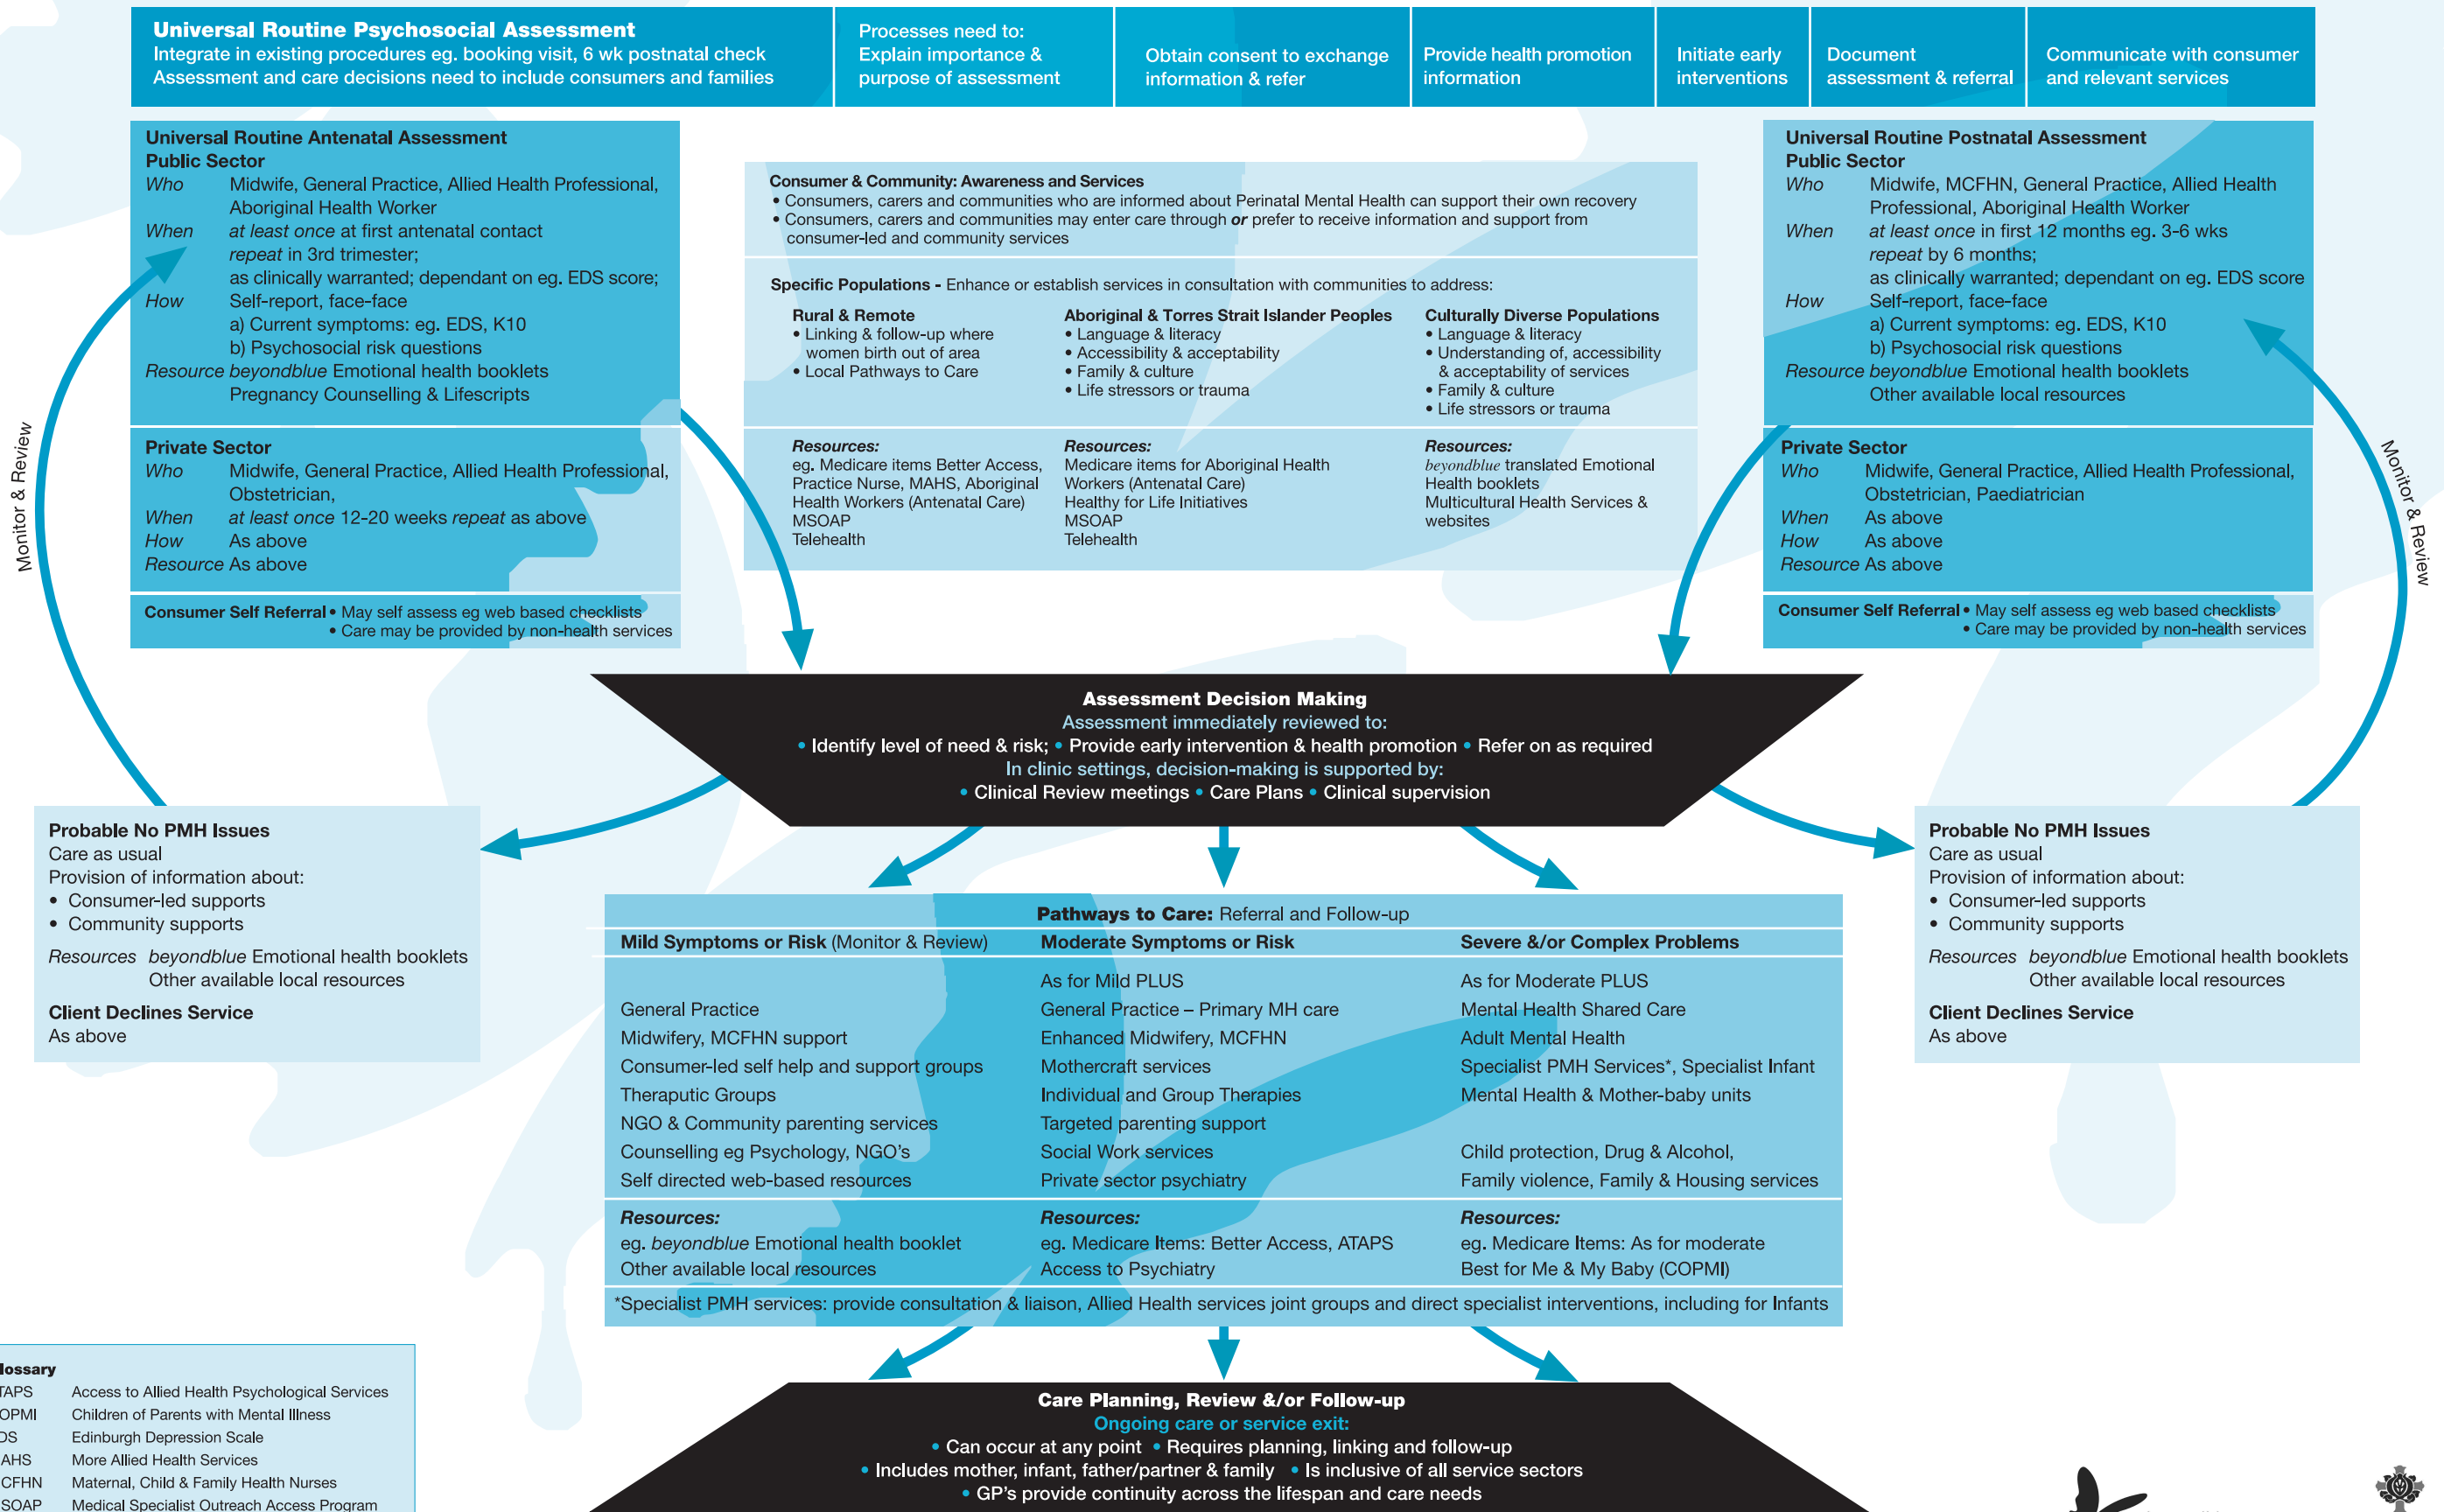 Universal Routine Psychosocial Assessment
Integrate in existing procedures eg. booking visit, 6 wk postnatal check
Assessment and care decisions need to include consumers and families
Processes need to:
Explain importance &
purpose of assessment
Obtain consent to exchange
information & refer
Provide health promotion
information
Initiate early
interventions
Document
assessment & referral
Communicate with consumer
and relevant services
Universal Routine Antenatal Assessment
Public Sector
Who Midwife, General Practice, Allied Health Professional,
Aboriginal Health Worker
When at least once at first antenatal contact
repeat in 3rd trimester;
as clinically warranted; dependant on eg. EDS score;
How Self-report, face-face
a) Current symptoms: eg. EDS, K10
b) Psychosocial risk questions
Resource beyondblue Emotional health booklets
Pregnancy Counselling & Lifescripts
Private Sector
Who Midwife, General Practice, Allied Health Professional,
Obstetrician,
When at least once 12-20 weeks repeat as above
How As above
Resource As above
Consumer Self Referral • May self assess eg web based checklists
• Care may be provided by non-health services
Consumer & Community: Awareness and Services
• Consumers, carers and communities who are informed about Perinatal Mental Health can support their own recovery
• Consumers, carers and communities may enter care through or prefer to receive information and support from
consumer-led and community services
Specific Populations - Enhance or establish services in consultation with communities to address:
Rural & Remote
• Linking & follow-up where
women birth out of area
• Local Pathways to Care
Aboriginal & Torres Strait Islander Peoples
• Language & literacy
• Accessibility & acceptability
• Family & culture
• Life stressors or trauma
Culturally Diverse Populations
• Language & literacy
• Understanding of, accessibility
& acceptability of services
• Family & culture
• Life stressors or trauma
Resources:
eg. Medicare items Better Access,
Practice Nurse, MAHS, Aboriginal
Health Workers (Antenatal Care)
MSOAP
Telehealth
Resources:
Medicare items for Aboriginal Health
Workers (Antenatal Care)
Healthy for Life Initiatives
MSOAP
Telehealth
Resources:
beyondblue translated Emotional
Health booklets
Multicultural Health Services &
websites
Universal Routine Postnatal Assessment
Public Sector
Who Midwife, MCFHN, General Practice, Allied Health
Professional, Aboriginal Health Worker
When at least once in first 12 months eg. 3-6 wks
repeat by 6 months;
as clinically warranted; dependant on eg. EDS score
How Self-report, face-face
a) Current symptoms: eg. EDS, K10
b) Psychosocial risk questions
Resource beyondblue Emotional health booklets
Other available local resources
Private Sector
Who Midwife, General Practice, Allied Health Professional,
Obstetrician, Paediatrician
When As above
How As above
Resource As above
Consumer Self Referral • May self assess eg web based checklists
• Care may be provided by non-health services
Monitor & Review
Monitor & Review
Assessment Decision Making
Assessment immediately reviewed to:
• Identify level of need & risk; • Provide early intervention & health promotion • Refer on as required
In clinic settings, decision-making is supported by:
• Clinical Review meetings • Care Plans • Clinical supervision
Probable No PMH Issues
Care as usual
Provision of information about:
• Consumer-led supports
• Community supports
Resources beyondblue Emotional health booklets
Other available local resources
Client Declines Service
As above
Probable No PMH Issues
Care as usual
Provision of information about:
• Consumer-led supports
• Community supports
Resources beyondblue Emotional health booklets
Other available local resources
Client Declines Service
As above
Pathways to Care: Referral and Follow-up
Mild Symptoms or Risk (Monitor & Review)
General Practice
Midwifery, MCFHN support
Consumer-led self help and support groups
Theraputic Groups
NGO & Community parenting services
Counselling eg Psychology, NGO's
Self directed web-based resources
Resources:
eg. beyondblue Emotional health booklet
Other available local resources
Moderate Symptoms or Risk
As for Mild PLUS
General Practice – Primary MH care
Enhanced Midwifery, MCFHN
Mothercraft services
Individual and Group Therapies
Targeted parenting support
Social Work services
Private sector psychiatry
Resources:
eg. Medicare Items: Better Access, ATAPS
Access to Psychiatry
Severe &/or Complex Problems
As for Moderate PLUS
Mental Health Shared Care
Adult Mental Health
Specialist PMH Services*, Specialist Infant
Mental Health & Mother-baby units
Child protection, Drug & Alcohol,
Family violence, Family & Housing services
Resources:
eg. Medicare Items: As for moderate
Best for Me & My Baby (COPMI)
*Specialist PMH services: provide consultation & liaison, Allied Health services joint groups and direct specialist interventions, including for Infants
Care Planning, Review &/or Follow-up
Ongoing care or service exit:
• Can occur at any point • Requires planning, linking and follow-up
• Includes mother, infant, father/partner & family • Is inclusive of all service sectors
• GP's provide continuity across the lifespan and care needs
lossary
TAPS Access to Allied Health Psychological Services
OPMI Children of Parents with Mental Illness
DS Edinburgh Depression Scale
AHS More Allied Health Services
CFHN Maternal, Child & Family Health Nurses
SOAP Medical Specialist Outreach Access Program